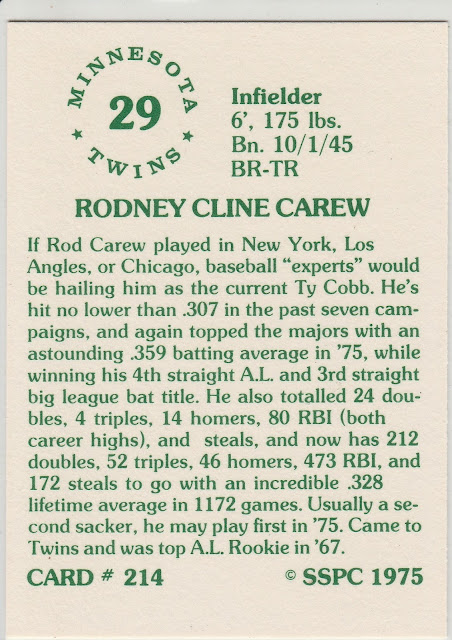 MINNESOTA
29
★ TWINS ★
Infielder
6', 175 lbs.
Bn. 10/1/45
BR-TR
RODNEY CLINE CAREW
If Rod Carew played in New York, Los
Angles, or Chicago, baseball “experts” would
be hailing him as the current Ty Cobb. He's
hit no lower than .307 in the past seven cam-
paigns, and again topped the majors with an
astounding .359 batting average in '75, while
winning his 4th straight A.L. and 3rd straight
big league bat title. He also totalled 24 dou-
bles, 4 triples, 14 homers, 80 RBI (both
career highs), and steals, and now has 212
doubles, 52 triples, 46 homers, 473 RBI, and
172 steals to go with an incredible .328
lifetime average in 1172 games. Usually a se-
cond sacker, he may play first in '75. Came to
Twins and was top A.L. Rookie in '67.
CARD # 214
© SSPC 1975